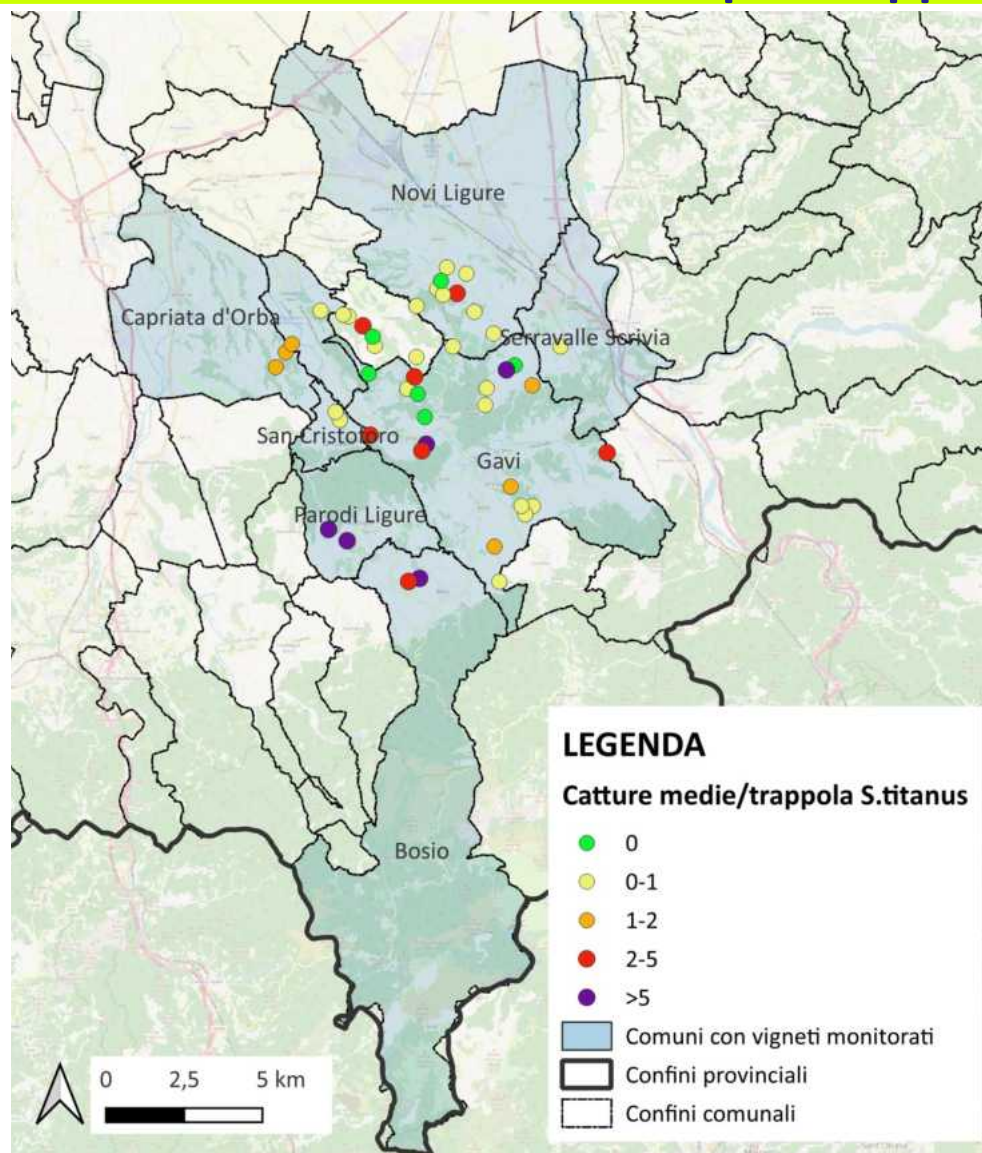 Novi Ligure
Capriata d'Orba
Serravalle Scrivia
San Cristoforo
Gavi
Parodi Ligure
Bosio
LEGENDA
Catture medie/trappola S.titanus
0
0-1
1-2
2-5
>5
Comuni con vigneti monitorati
Confini provinciali
Confini comunali
0 2,5 5 km